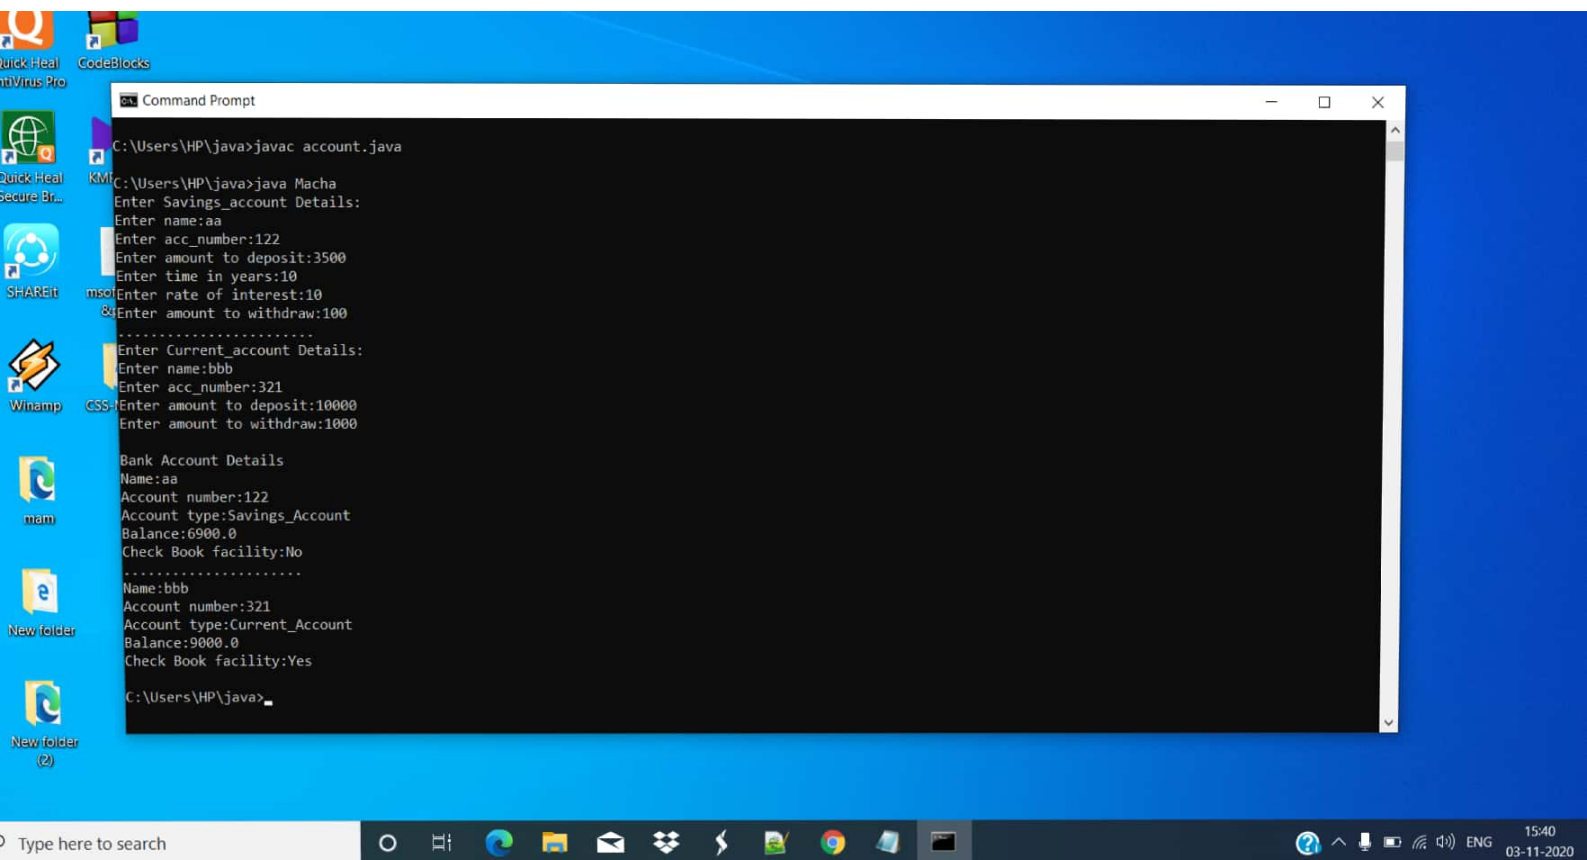 Quick Heal
CodeBlocks
Command Prompt
C:\Users\HP\java>javac account.java
C:\Users\HP\java>java Macha
Enter Savings_account Details:
Enter name:aa
Enter acc_number:122
Enter amount to deposit:3500
Enter time in years:10
Enter rate of interest:10
Enter amount to withdraw:100
........................
Enter Current_account Details:
Enter name:bbb
Enter acc_number:321
Enter amount to deposit:10000
Enter amount to withdraw:1000
Bank Account Details
Name:aa
Account number:122
Account type:Savings_Account
Balance:6900.0
Check Book facility:No
......................
Name:bbb
Account number:321
Account type:Current_Account
Balance:9000.0
Check Book facility:Yes
C:\Users\HP\java>
Quick Heal
Secure Br...
SHAREit
Winamp
mam
New folder
New folder
(2)
Type here to search
ENG
15:40
03-11-2020